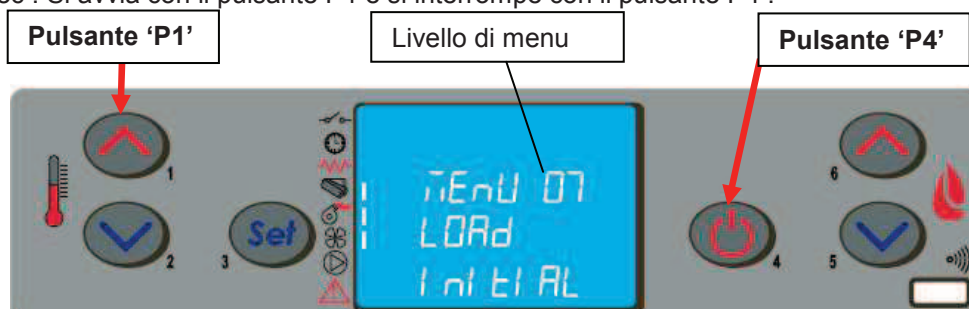 Pulsante ‘P1’
Livello di menu
Pulsante ‘P4’
1
2
Set
3
MEnU 07
LOAd
InitIAL
4
6
5